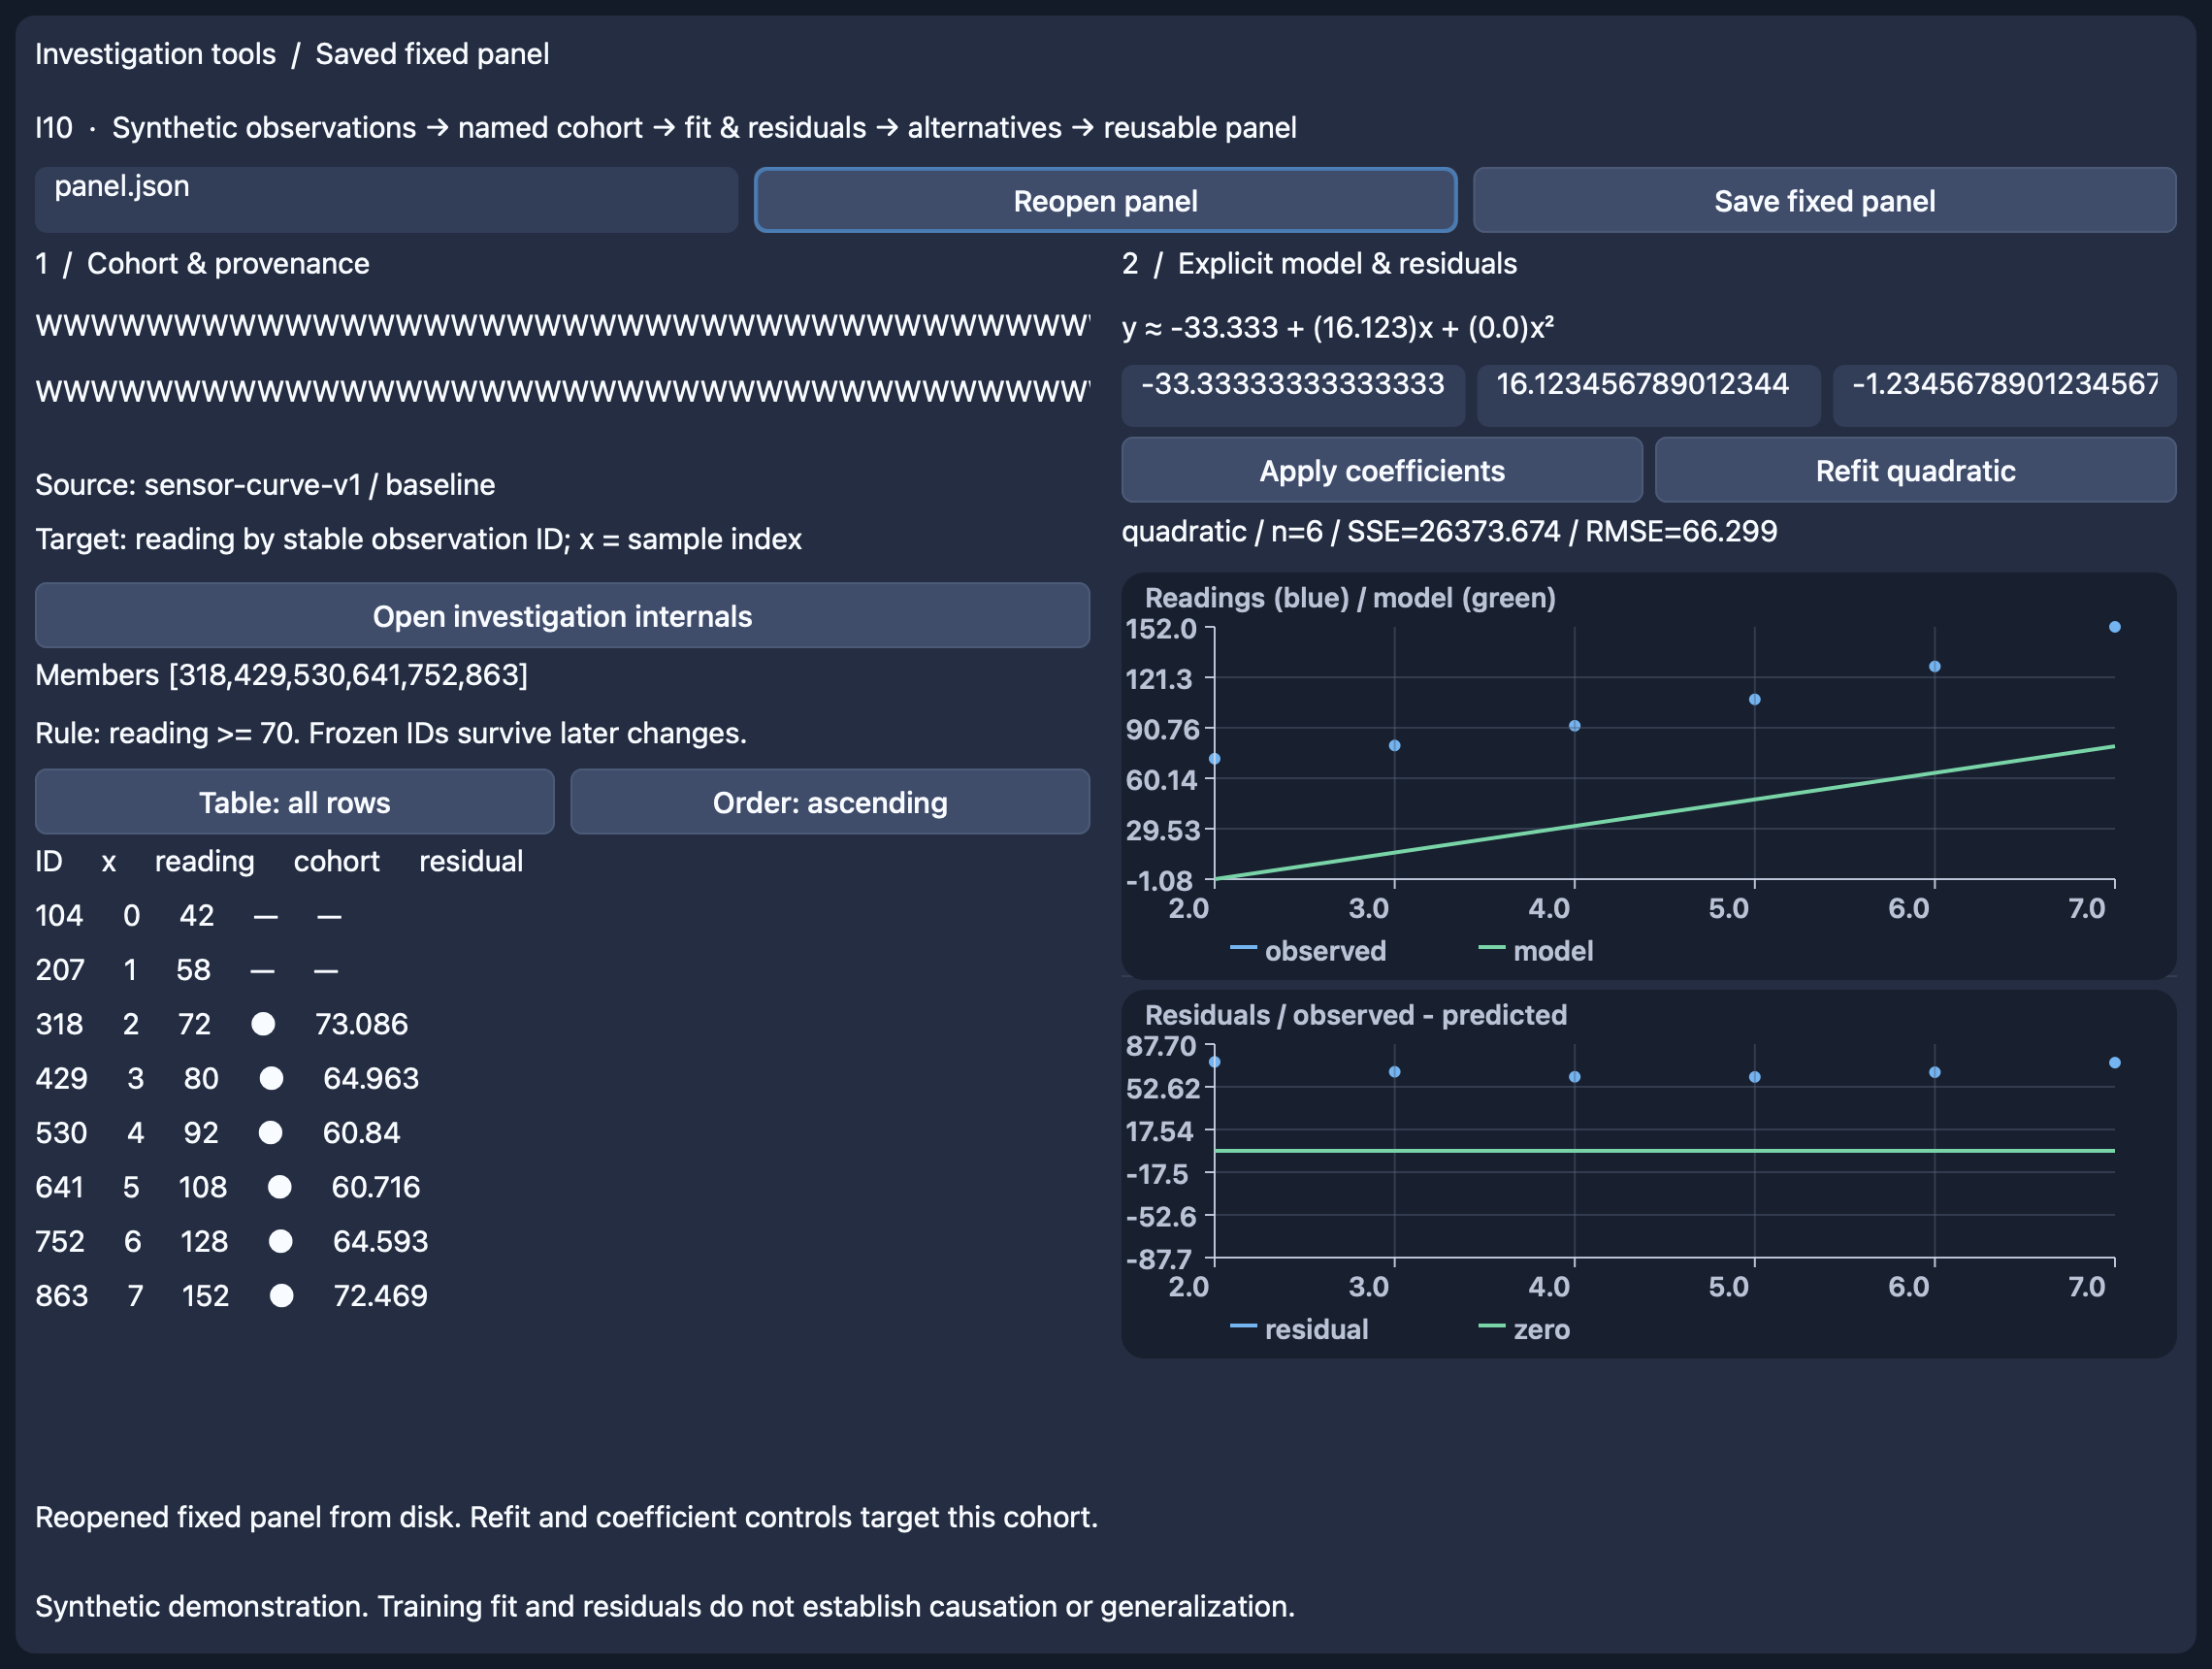 Investigation tools / Saved fixed panel
I10 · Synthetic observations → named cohort → fit & residuals → alternatives → reusable panel
panel.json
Reopen panel
Save fixed panel
1 / Cohort & provenance
WWWWWWWWWWWWWWWWWWWWWWWWWWWWWWWWWWWWWW
WWWWWWWWWWWWWWWWWWWWWWWWWWWWWWWWWWWWWW
Source: sensor-curve-v1 / baseline
Target: reading by stable observation ID; x = sample index
Open investigation internals
Members [318,429,530,641,752,863]
Rule: reading >= 70. Frozen IDs survive later changes.
Table: all rows
Order: ascending
ID x reading cohort residual
104 0 42 — —
207 1 58 — —
318 2 72 ● 73.086
429 3 80 ● 64.963
530 4 92 ● 60.84
641 5 108 ● 60.716
752 6 128 ● 64.593
863 7 152 ● 72.469
2 / Explicit model & residuals
y ≈ -33.333 + (16.123)x + (0.0)x²
-33.33333333333333
16.123456789012344
-1.2345678901234567
Apply coefficients
Refit quadratic
quadratic / n=6 / SSE=26373.674 / RMSE=66.299
Readings (blue) / model (green)
152.0
121.3
90.76
60.14
29.53
-1.08
2.0 3.0 4.0 5.0 6.0 7.0
observed model
Residuals / observed - predicted
87.70
52.62
17.54
-17.5
-52.6
-87.7
2.0 3.0 4.0 5.0 6.0 7.0
residual zero
Reopened fixed panel from disk. Refit and coefficient controls target this cohort.
Synthetic demonstration. Training fit and residuals do not establish causation or generalization.